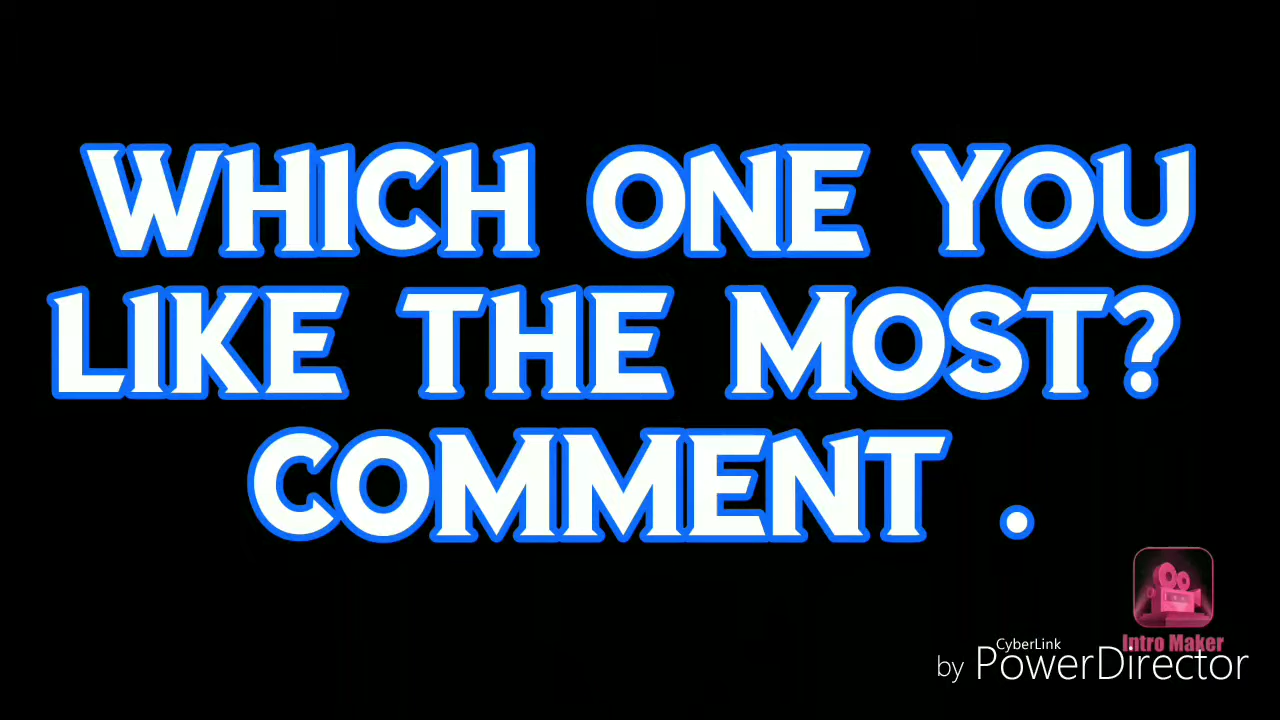 WHICH ONE YOU
LIKE THE MOST?
COMMENT .
Intro Maker
CyberLink
by PowerDirector